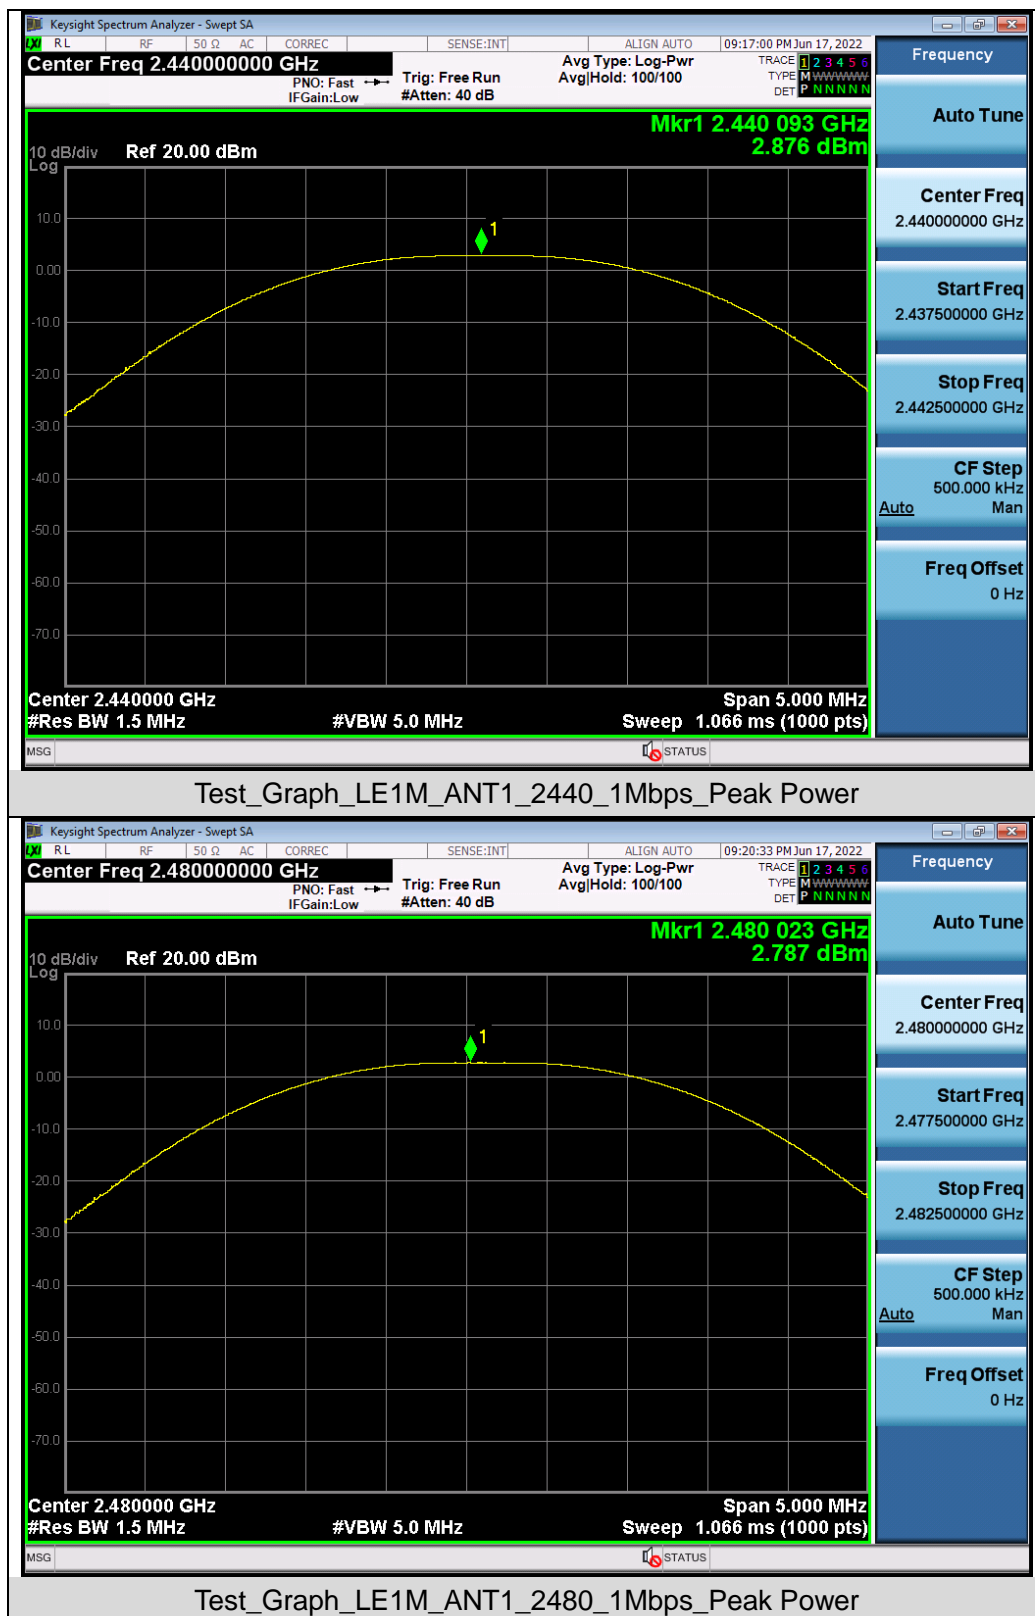 Keysight Spectrum Analyzer - Swept SA
LXI RL RF 50 Ω AC CORREC SENSE:INT ALIGN AUTO 09:17:00 PM Jun 17, 2022
Center Freq 2.440000000 GHz
PNO: Fast
IFGain:Low
Trig: Free Run
#Atten: 40 dB
Avg Type: Log-Pwr
Avg|Hold: 100/100
TRACE 1 2 3 4 5 6
TYPE M WWWWW
DET P N N N N N
Mkr1 2.440 093 GHz
2.876 dBm
10 dB/div Ref 20.00 dBm
Log
1
10.0
0.00
-10.0
-20.0
-30.0
-40.0
-50.0
-60.0
-70.0
Center 2.440000 GHz Span 5.000 MHz
#Res BW 1.5 MHz #VBW 5.0 MHz Sweep 1.066 ms (1000 pts)
MSG STATUS
Frequency
Auto Tune
Center Freq
2.440000000 GHz
Start Freq
2.437500000 GHz
Stop Freq
2.442500000 GHz
CF Step
500.000 kHz
Auto Man
Freq Offset
0 Hz
Test_Graph_LE1M_ANT1_2440_1Mbps_Peak Power
Keysight Spectrum Analyzer - Swept SA
LXI RL RF 50 Ω AC CORREC SENSE:INT ALIGN AUTO 09:20:33 PM Jun 17, 2022
Center Freq 2.480000000 GHz
PNO: Fast
IFGain:Low
Trig: Free Run
#Atten: 40 dB
Avg Type: Log-Pwr
Avg|Hold: 100/100
TRACE 1 2 3 4 5 6
TYPE M WWWWW
DET P N N N N N
Mkr1 2.480 023 GHz
2.787 dBm
10 dB/div Ref 20.00 dBm
Log
1
10.0
0.00
-10.0
-20.0
-30.0
-40.0
-50.0
-60.0
-70.0
Center 2.480000 GHz Span 5.000 MHz
#Res BW 1.5 MHz #VBW 5.0 MHz Sweep 1.066 ms (1000 pts)
MSG STATUS
Frequency
Auto Tune
Center Freq
2.480000000 GHz
Start Freq
2.477500000 GHz
Stop Freq
2.482500000 GHz
CF Step
500.000 kHz
Auto Man
Freq Offset
0 Hz
Test_Graph_LE1M_ANT1_2480_1Mbps_Peak Power